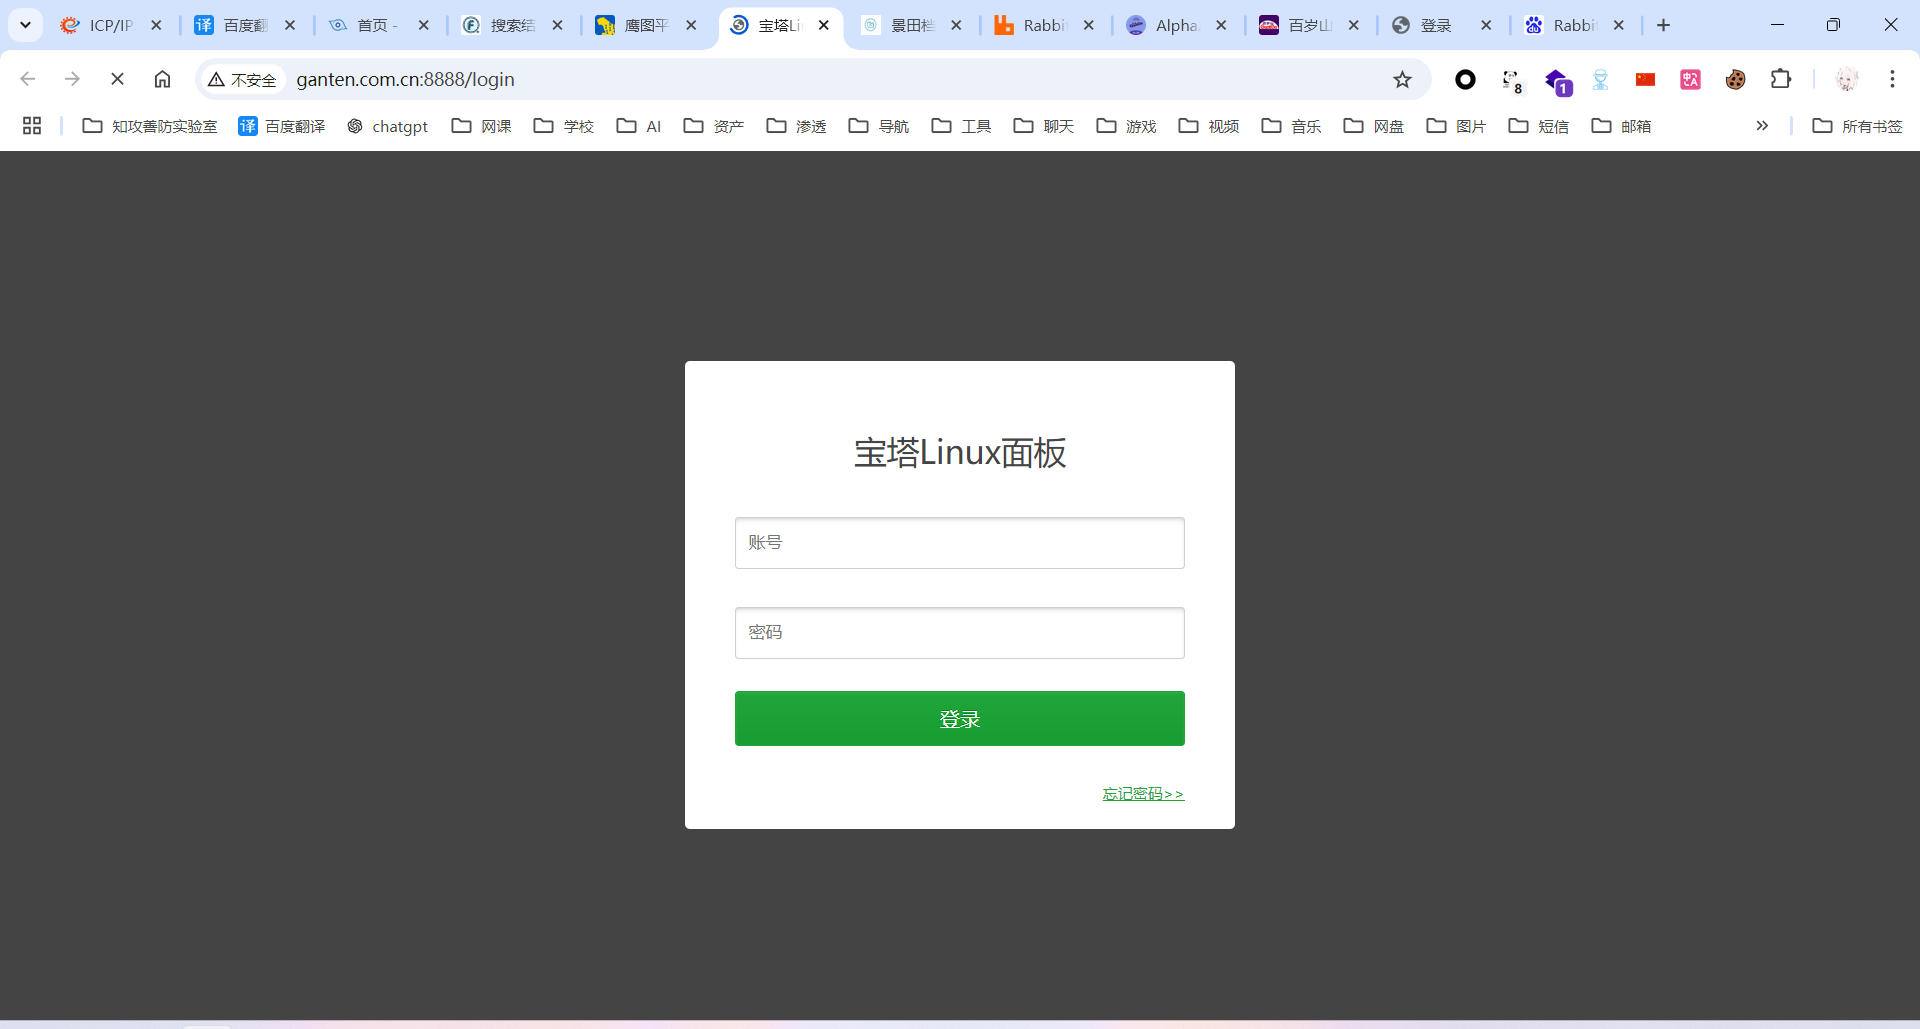 ICP/IP 百度翻 首页 - 搜索结 鹰图平 宝塔Li 景田档 Rabbi Alpha. 百岁山 登录 Rabbi
不安全 ganten.com.cn:8888/login 8 1
知攻善防实验室 译 百度翻译 chatgpt 网课 学校 AI 资产 渗透 导航 工具 聊天 游戏 视频 音乐 网盘 图片 短信 邮箱 所有书签
宝塔Linux面板
账号
密码
登录
忘记密码>>